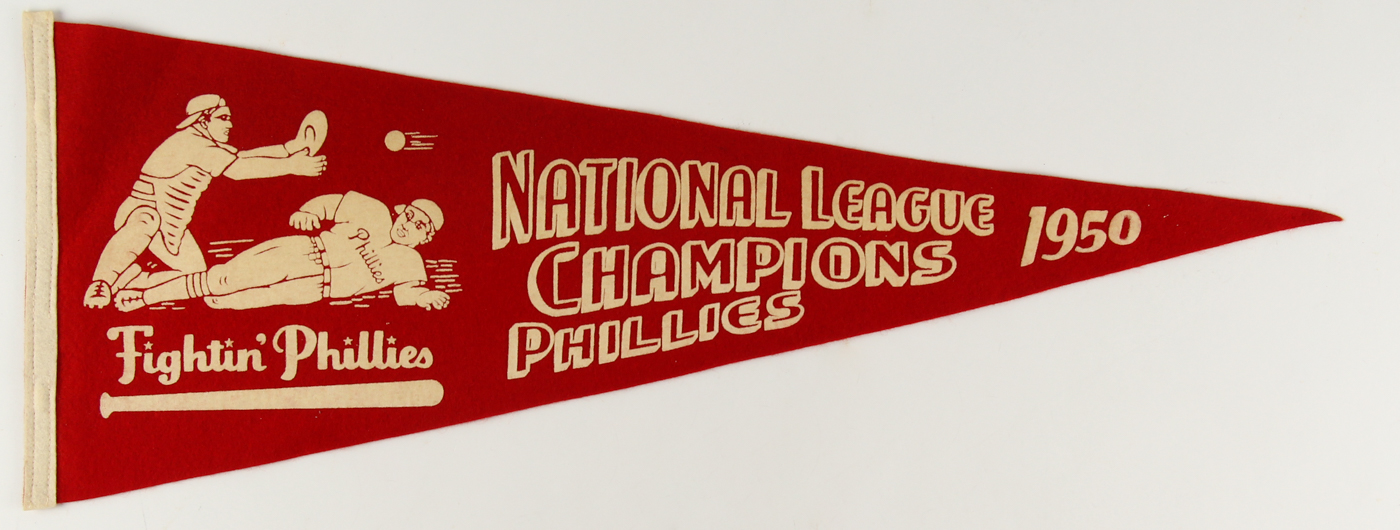 Phillies
Fightin' Phillies
NATIONAL LEAGUE
CHAMPIONS
PHILLIES
1950